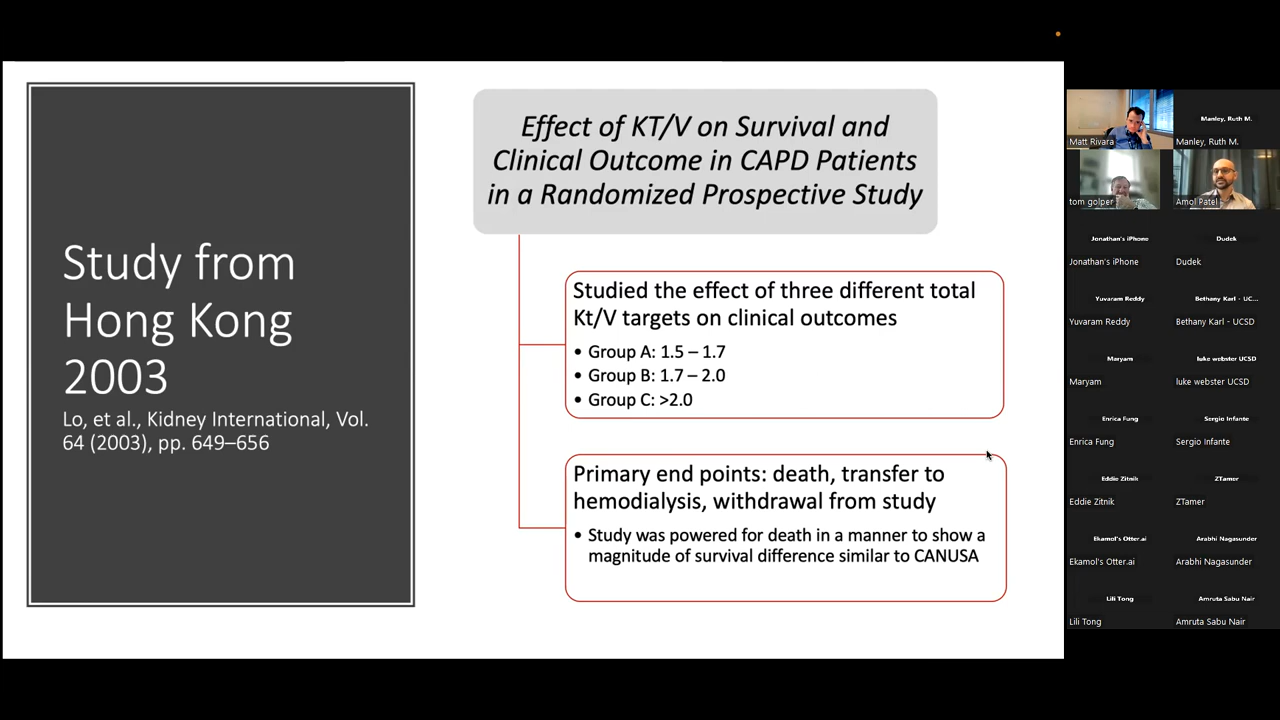 Study from
Hong Kong
2003
Lo, et al., Kidney International, Vol.
64 (2003), pp. 649–656
Effect of KT/V on Survival and
Clinical Outcome in CAPD Patients
in a Randomized Prospective Study
Studied the effect of three different total
Kt/V targets on clinical outcomes
• Group A: 1.5 – 1.7
• Group B: 1.7 – 2.0
• Group C: >2.0
Primary end points: death, transfer to
hemodialysis, withdrawal from study
• Study was powered for death in a manner to show a
magnitude of survival difference similar to CANUSA
Matt Rivara
Manley, Ruth M.
Manley, Ruth M.
tom golper
Amol Patel
Jonathan's iPhone
Jonathan's iPhone
Dudek
Dudek
Yuvaram Reddy
Yuvaram Reddy
Bethany Karl - UC...
Bethany Karl - UCSD
Maryam
Maryam
luke webster UCSD
luke webster UCSD
Enrica Fung
Enrica Fung
Sergio Infante
Sergio Infante
Eddie Zitnik
Eddie Zitnik
ZTamer
ZTamer
Ekamol's Otter.ai
Ekamol's Otter.ai
Arabhi Nagasunder
Arabhi Nagasunder
Lili Tong
Lili Tong
Amruta Sabu Nair
Amruta Sabu Nair